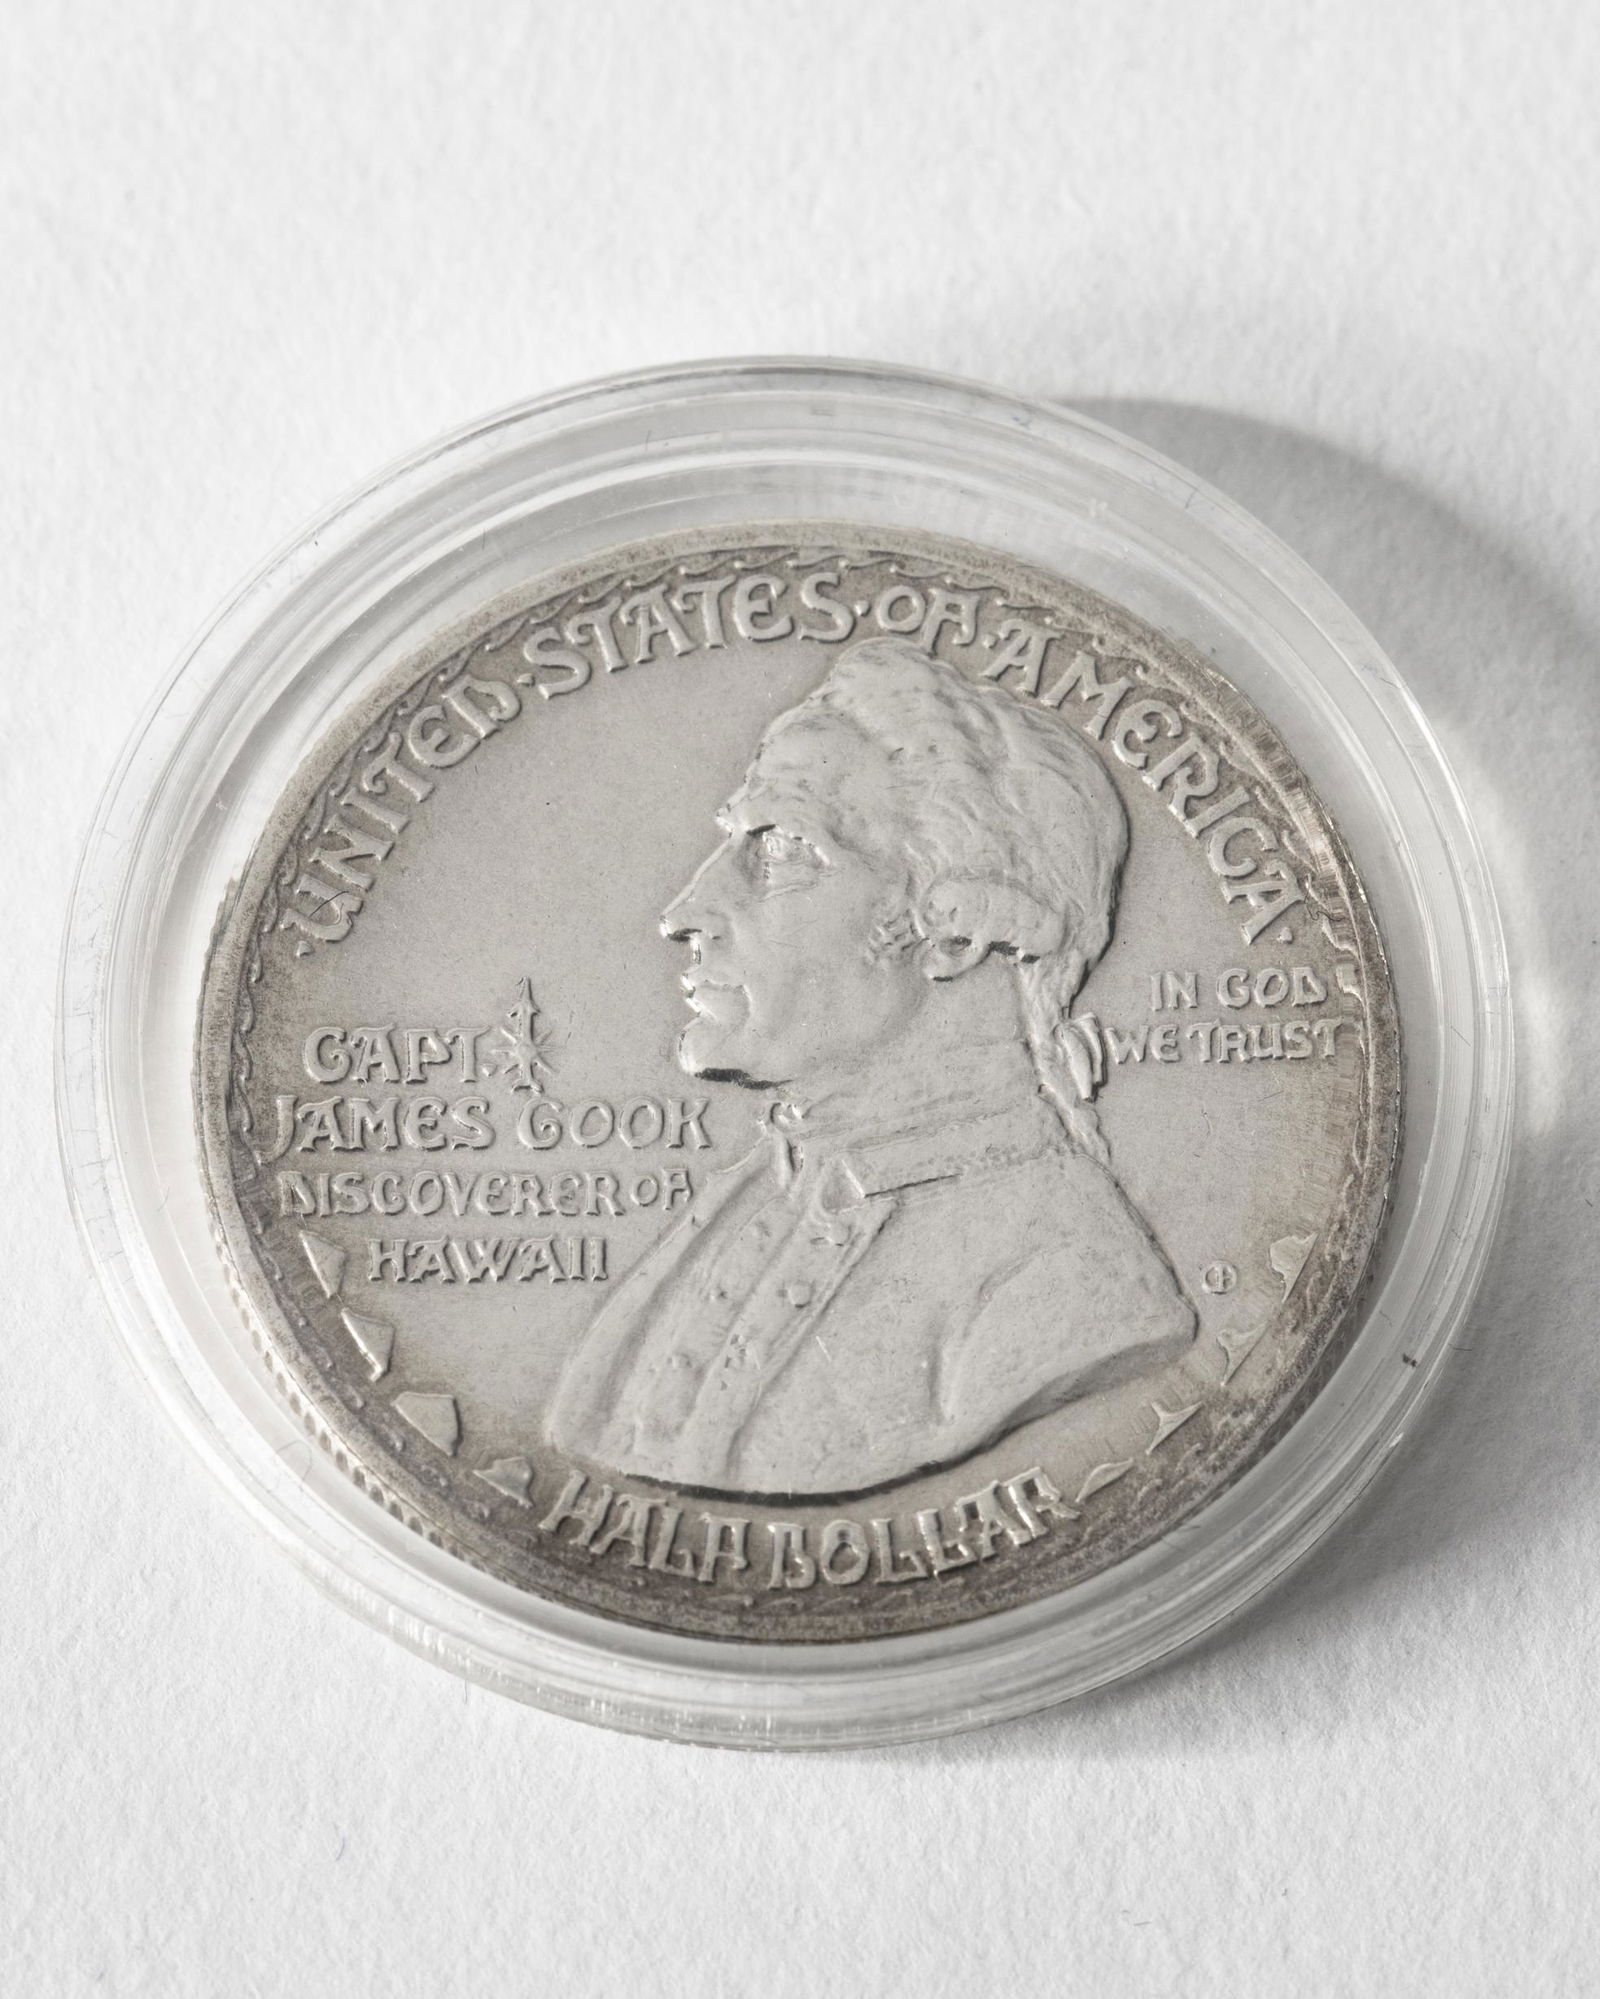 ·UNITED·STATES·OF·AMERICA·
IN GOD
WE TRUST
CAPT.
JAMES COOK
DISCOVERER OF
HAWAII
HALF DOLLAR